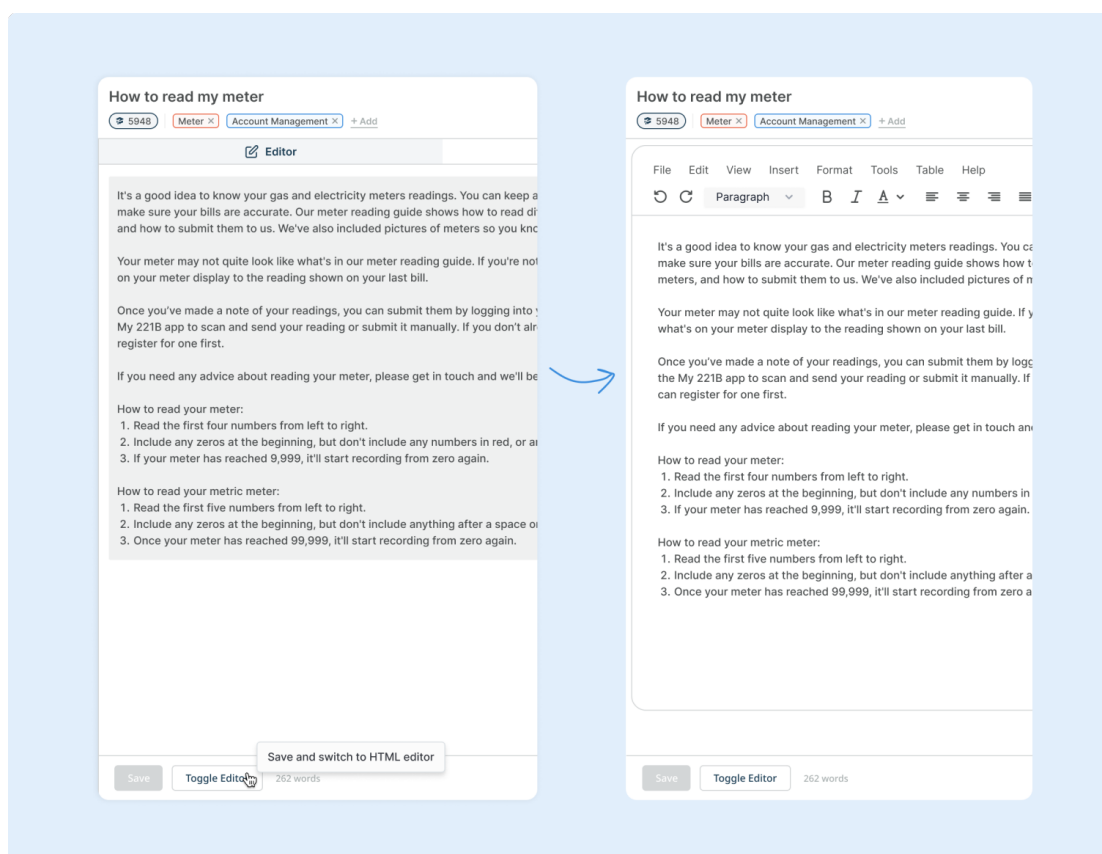 How to read my meter
5948 Meter × Account Management × + Add
Editor
It's a good idea to know your gas and electricity meters readings. You can keep a
make sure your bills are accurate. Our meter reading guide shows how to read di
and how to submit them to us. We've also included pictures of meters so you kno
Your meter may not quite look like what's in our meter reading guide. If you're not
on your meter display to the reading shown on your last bill.
Once you've made a note of your readings, you can submit them by logging into
My 221B app to scan and send your reading or submit it manually. If you don't alr
register for one first.
If you need any advice about reading your meter, please get in touch and we'll be
How to read your meter:
1. Read the first four numbers from left to right.
2. Include any zeros at the beginning, but don't include any numbers in red, or
3. If your meter has reached 9,999, it'll start recording from zero again.
How to read your metric meter:
1. Read the first five numbers from left to right.
2. Include any zeros at the beginning, but don't include anything after a space
3. Once your meter has reached 99,999, it'll start recording from zero again.
Save and switch to HTML editor
Save Toggle Editor 262 words
How to read my meter
5948 Meter × Account Management × + Add
File Edit View Insert Format Tools Table Help
Paragraph B I A
It's a good idea to know your gas and electricity meters readings. You ca
make sure your bills are accurate. Our meter reading guide shows how t
meters, and how to submit them to us. We've also included pictures of
Your meter may not quite look like what's in our meter reading guide. If y
what's on your meter display to the reading shown on your last bill.
Once you've made a note of your readings, you can submit them by logg
the My 221B app to scan and send your reading or submit it manually. If
can register for one first.
If you need any advice about reading your meter, please get in touch an
How to read your meter:
1. Read the first four numbers from left to right.
2. Include any zeros at the beginning, but don't include any numbers in
3. If your meter has reached 9,999, it'll start recording from zero again.
How to read your metric meter:
1. Read the first five numbers from left to right.
2. Include any zeros at the beginning, but don't include anything after a
3. Once your meter has reached 99,999, it'll start recording from zero a
Save Toggle Editor 262 words